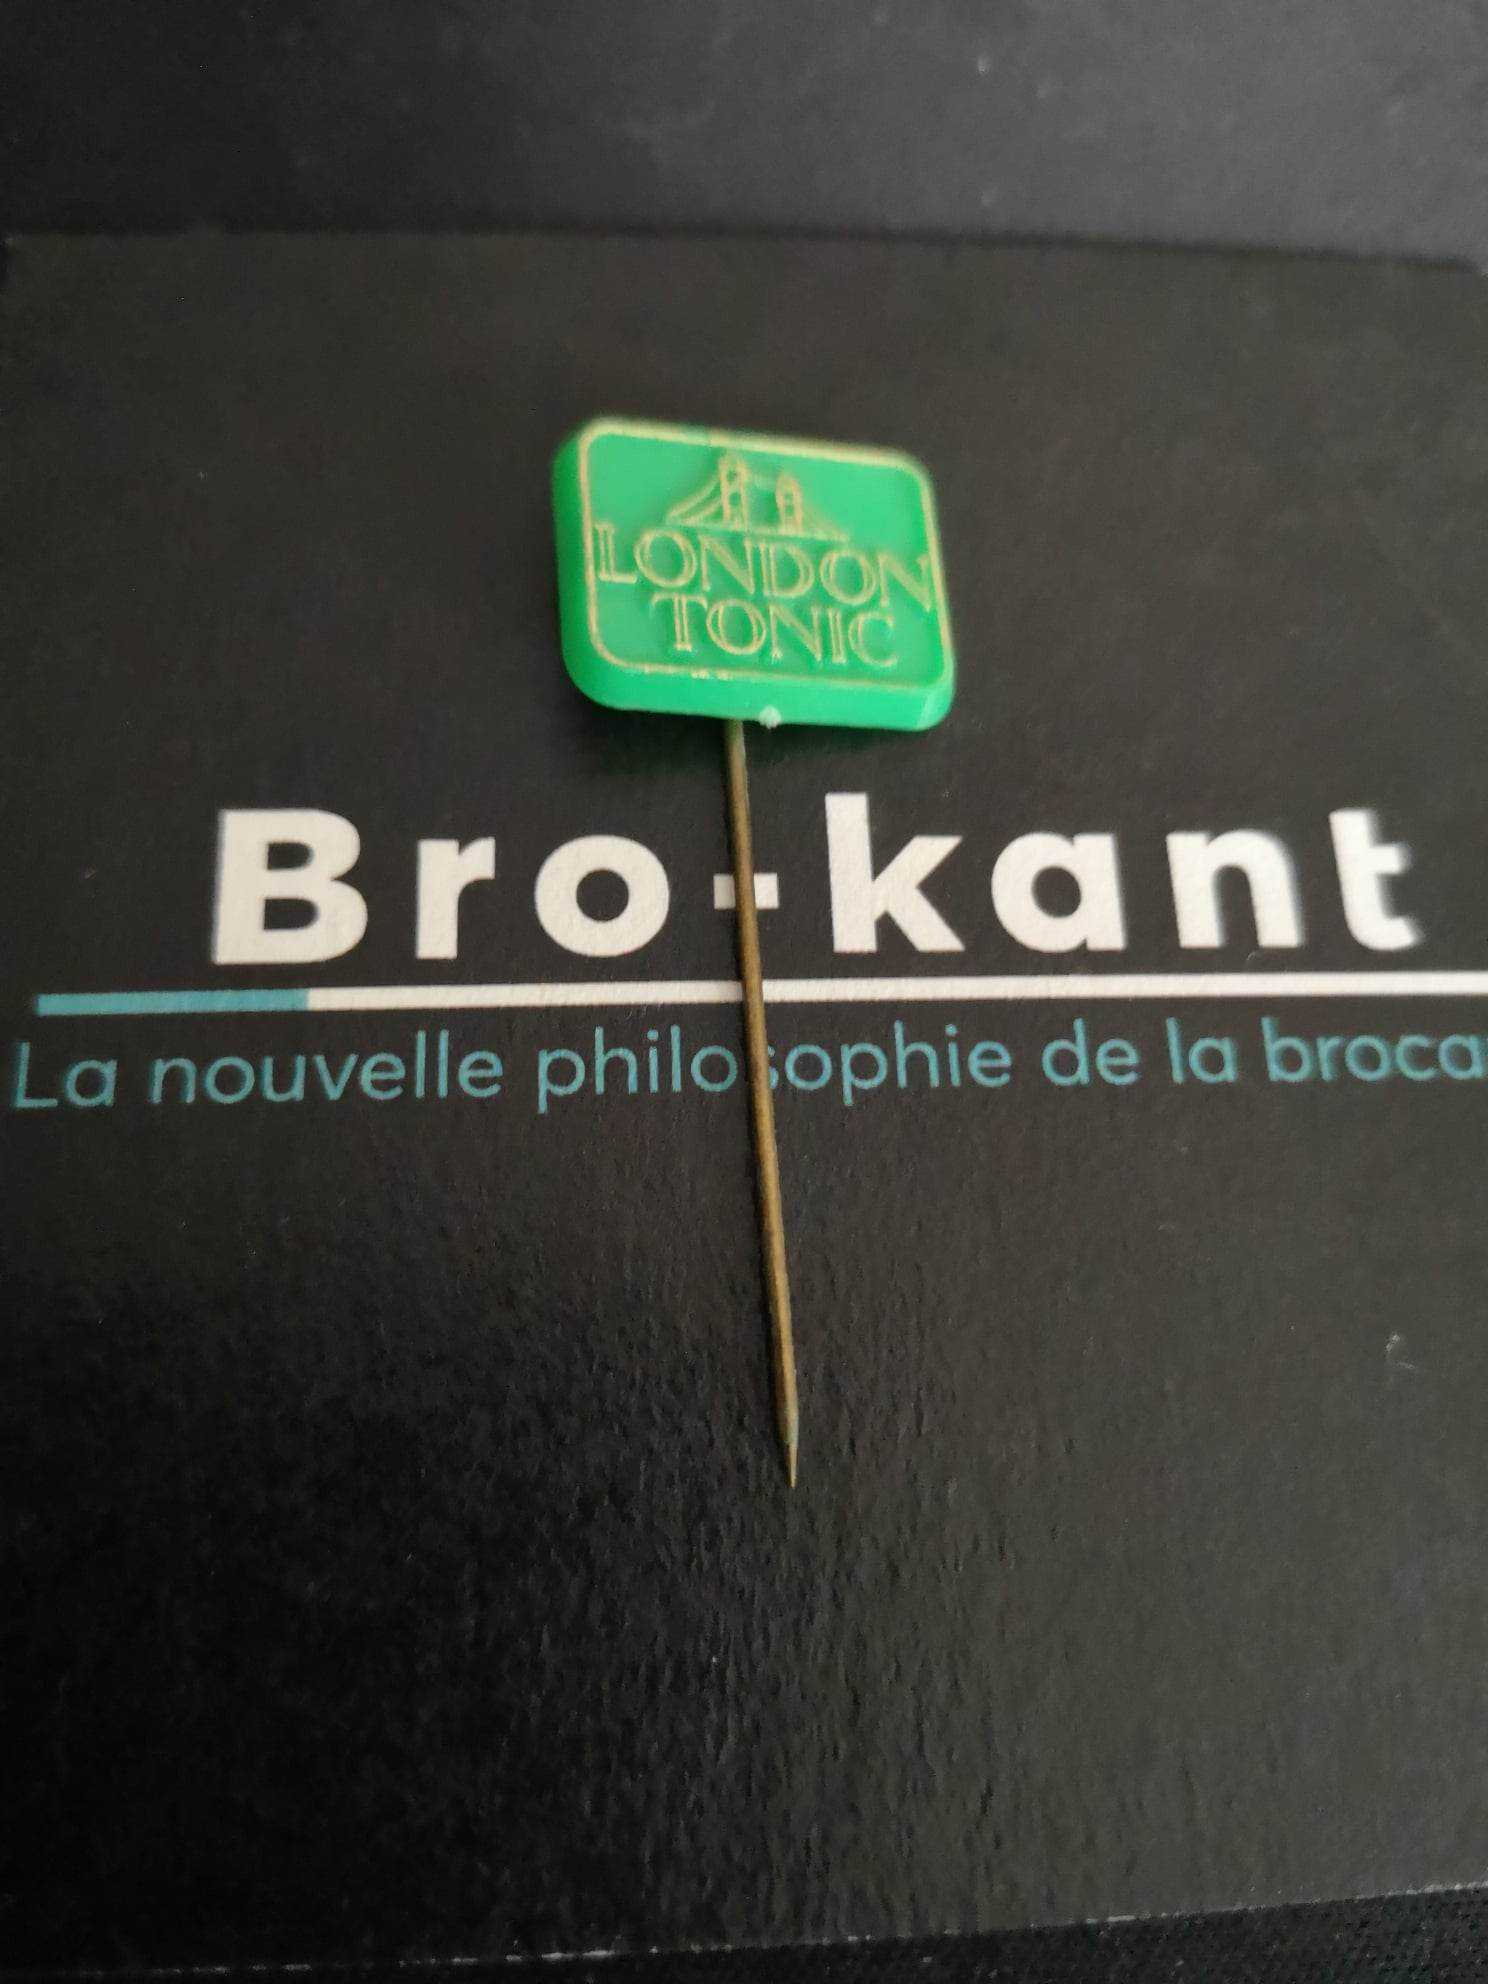 LONDON
TONIC
Bro-kant
La nouvelle philosophie de la broca